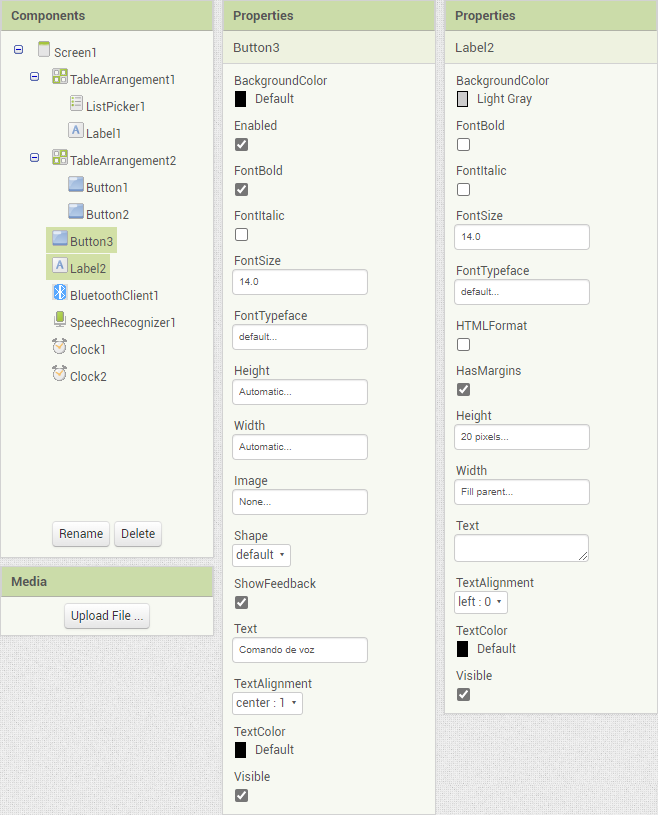 Components
Screen1
TableArrangement1
ListPicker1
A Label1
TableArrangement2
Button1
Button2
Button3
A Label2
BluetoothClient1
SpeechRecognizer1
Clock1
Clock2
Rename Delete
Media
Upload File ...
Properties
Button3
BackgroundColor
Default
Enabled
FontBold
FontItalic
FontSize
14.0
FontTypeface
default...
Height
Automatic...
Width
Automatic...
Image
None...
Shape
default
ShowFeedback
Text
Comando de voz
TextAlignment
center : 1
TextColor
Default
Visible
Properties
Label2
BackgroundColor
Light Gray
FontBold
FontItalic
FontSize
14.0
FontTypeface
default...
HTMLFormat
HasMargins
Height
20 pixels...
Width
Fill parent...
Text
TextAlignment
left : 0
TextColor
Default
Visible